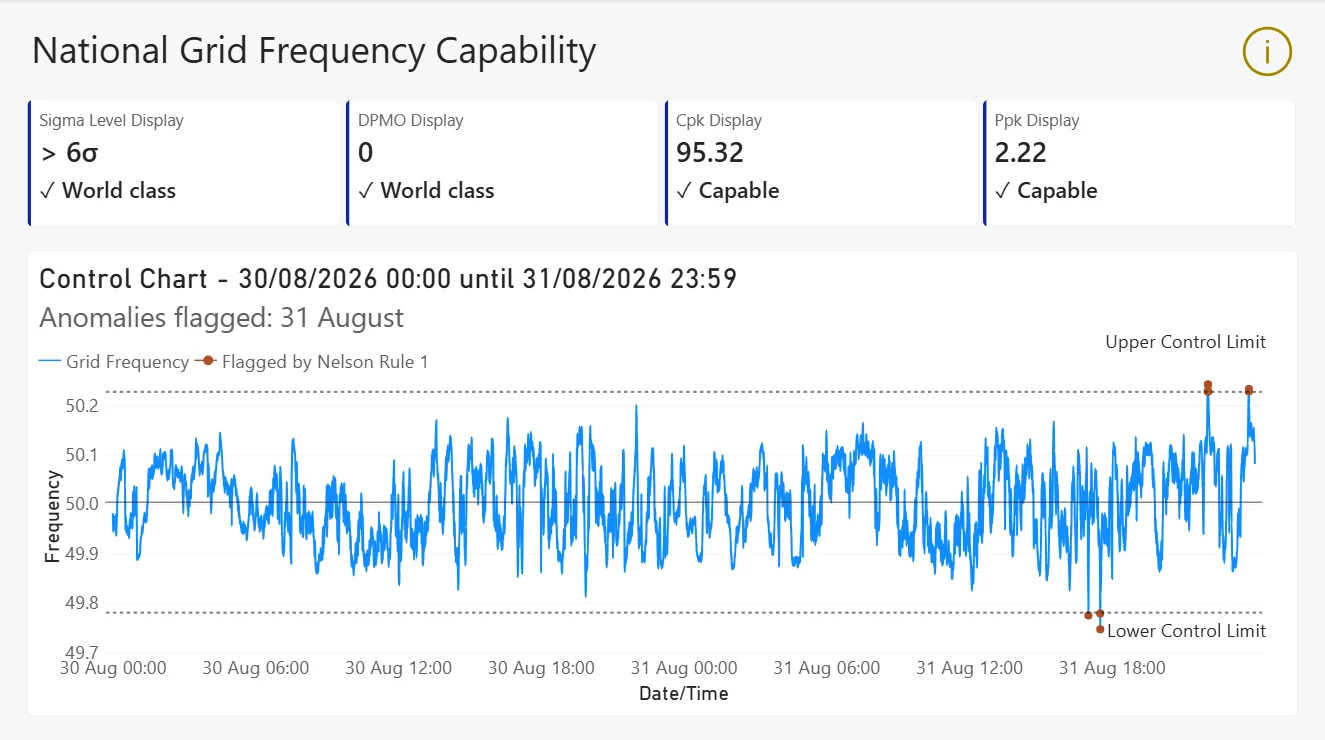 National Grid Frequency Capability
i
Sigma Level Display
> 6σ
✓ World class
DPMO Display
0
✓ World class
Cpk Display
95.32
✓ Capable
Ppk Display
2.22
✓ Capable
Control Chart - 30/08/2026 00:00 until 31/08/2026 23:59
Anomalies flagged: 31 August
Grid Frequency
Flagged by Nelson Rule 1
Upper Control Limit
Frequency
50.2
50.1
50.0
49.9
49.8
49.7
Lower Control Limit
30 Aug 00:00
30 Aug 06:00
30 Aug 12:00
30 Aug 18:00
31 Aug 00:00
31 Aug 06:00
31 Aug 12:00
31 Aug 18:00
Date/Time